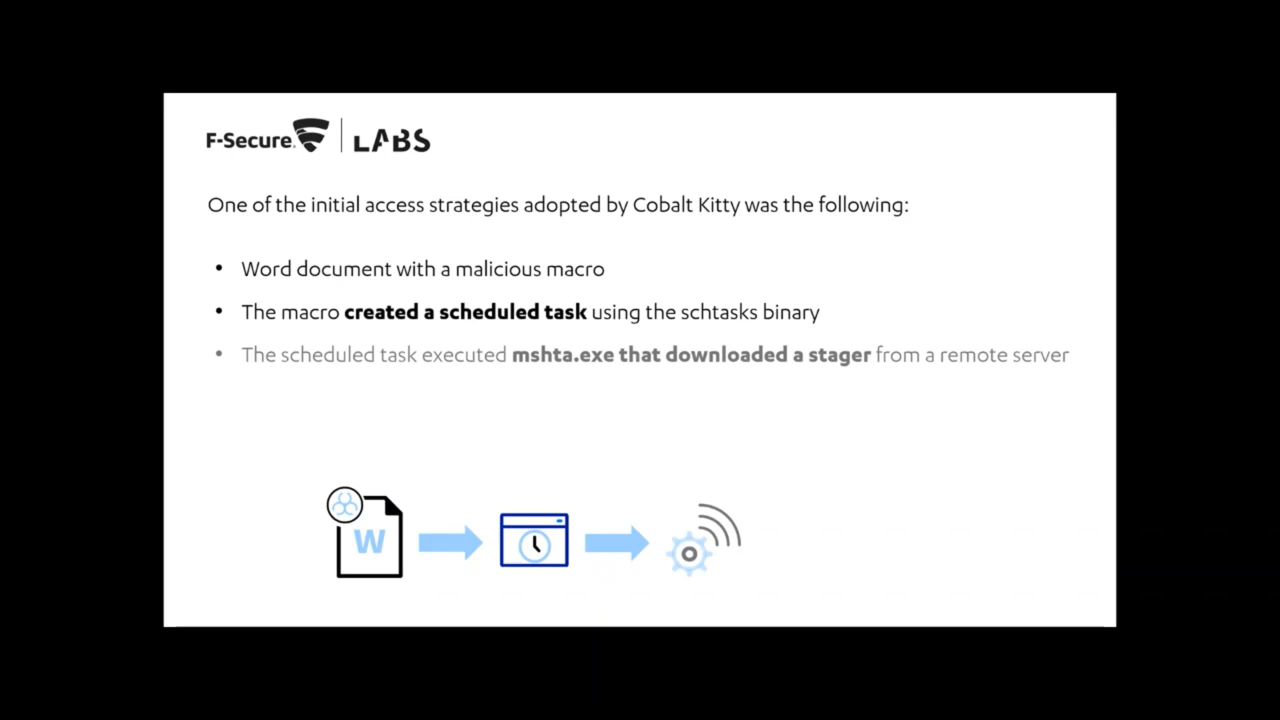 F-Secure. LABS
One of the initial access strategies adopted by Cobalt Kitty was the following:
• Word document with a malicious macro
• The macro created a scheduled task using the schtasks binary
• The scheduled task executed mshta.exe that downloaded a stager from a remote server
W